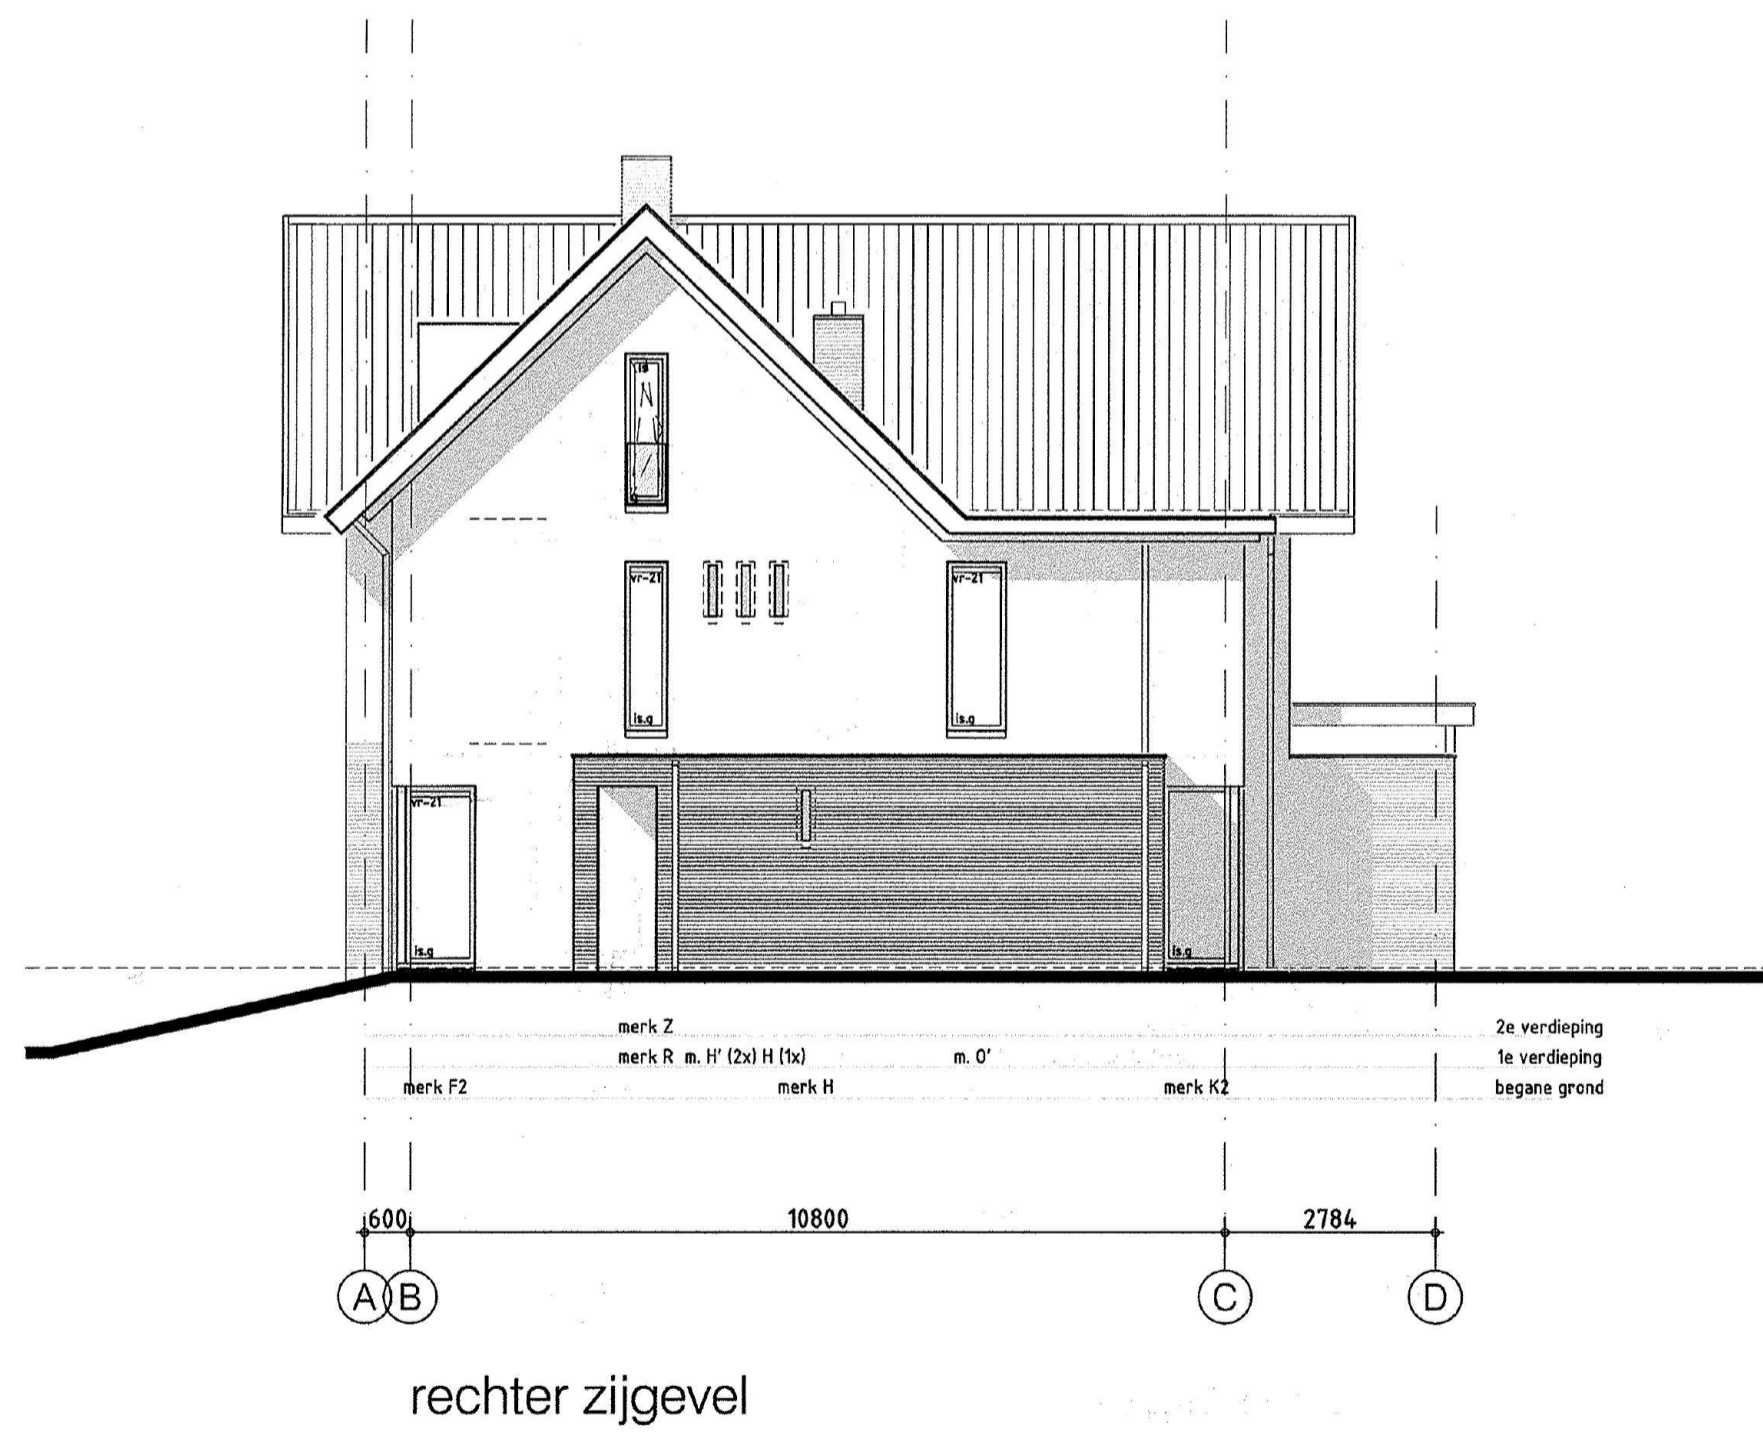 is
vr-21
vr-21
is.g
is.g
vr-21
is.g
is.g
merk Z
2e verdieping
merk R m. H' (2x) H (1x) m. O'
1e verdieping
merk F2 merk H merk K2
begane grond
600 10800 2784
A B C D
rechter zijgevel